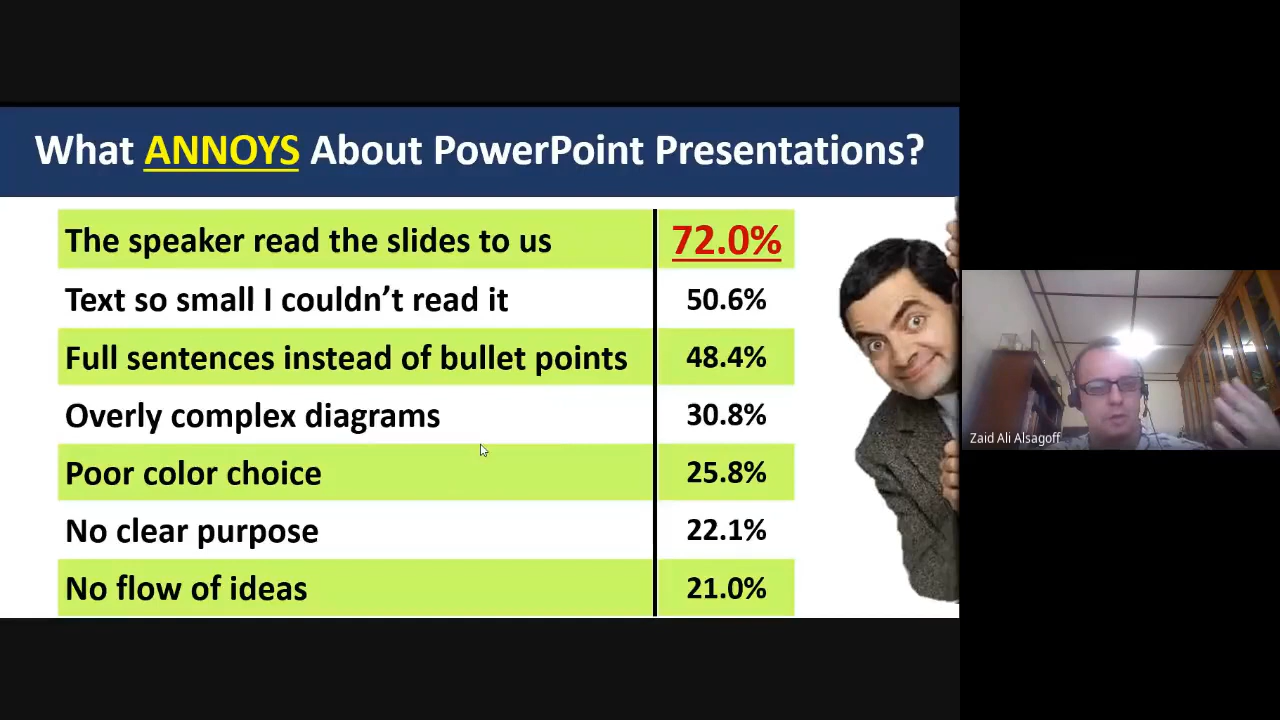 What ANNOYS About PowerPoint Presentations?
The speaker read the slides to us 72.0%
Text so small I couldn’t read it 50.6%
Full sentences instead of bullet points 48.4%
Overly complex diagrams 30.8%
Poor color choice 25.8%
No clear purpose 22.1%
No flow of ideas 21.0%
Zaid Ali Alsagoff